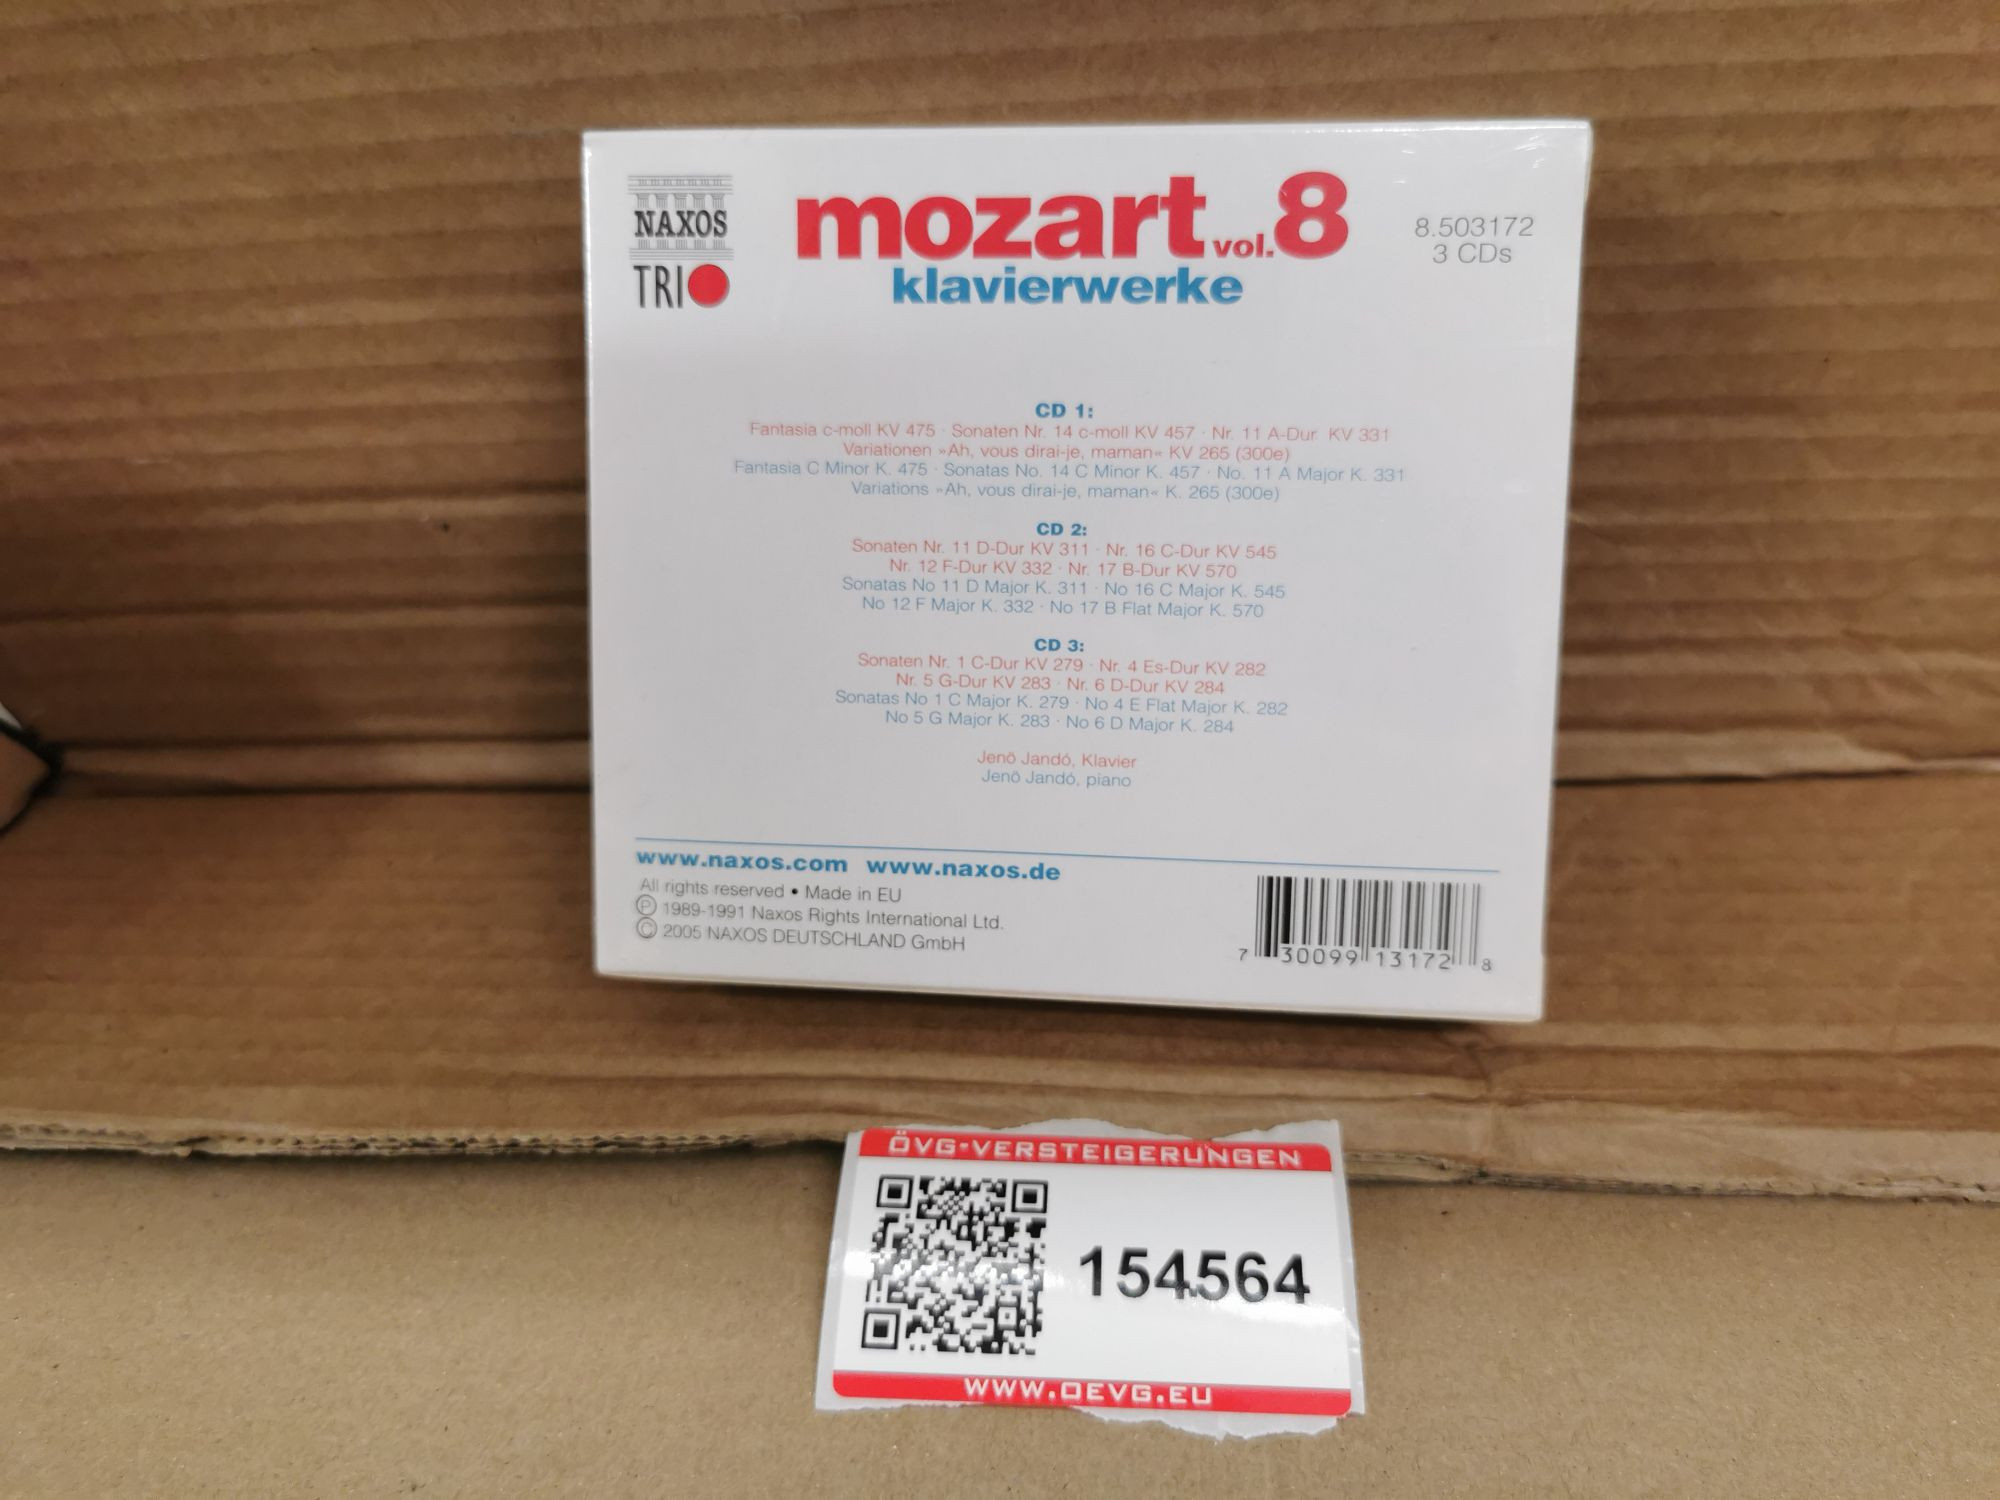 NAXOS
TRIO
mozart vol.8
klavierwerke
8.503172
3 CDs
CD 1:
Fantasia c-moll KV 475 · Sonaten Nr. 14 c-moll KV 457 · Nr. 11 A-Dur KV 331
Variationen »Ah, vous dirai-je, maman« KV 265 (300e)
Fantasia C Minor K. 475 · Sonatas No. 14 C Minor K. 457 · No. 11 A Major K. 331
Variations »Ah, vous dirai-je, maman« K. 265 (300e)
CD 2:
Sonaten Nr. 11 D-Dur KV 311 · Nr. 16 C-Dur KV 545
Nr. 12 F-Dur KV 332 · Nr. 17 B-Dur KV 570
Sonatas No 11 D Major K. 311 · No 16 C Major K. 545
No 12 F Major K. 332 · No 17 B Flat Major K. 570
CD 3:
Sonaten Nr. 1 C-Dur KV 279 · Nr. 4 Es-Dur KV 282
Nr. 5 G-Dur KV 283 · Nr. 6 D-Dur KV 284
Sonatas No 1 C Major K. 279 · No 4 E Flat Major K. 282
No 5 G Major K. 283 · No 6 D Major K. 284
Jenö Jandó, Klavier
Jenö Jandó, piano
www.naxos.com www.naxos.de
All rights reserved • Made in EU
Ⓟ 1989-1991 Naxos Rights International Ltd.
© 2005 NAXOS DEUTSCHLAND GmbH
7 30099 13172 8
ÖVG-VERSTEIGERUNGEN
154564
WWW.OEVG.EU